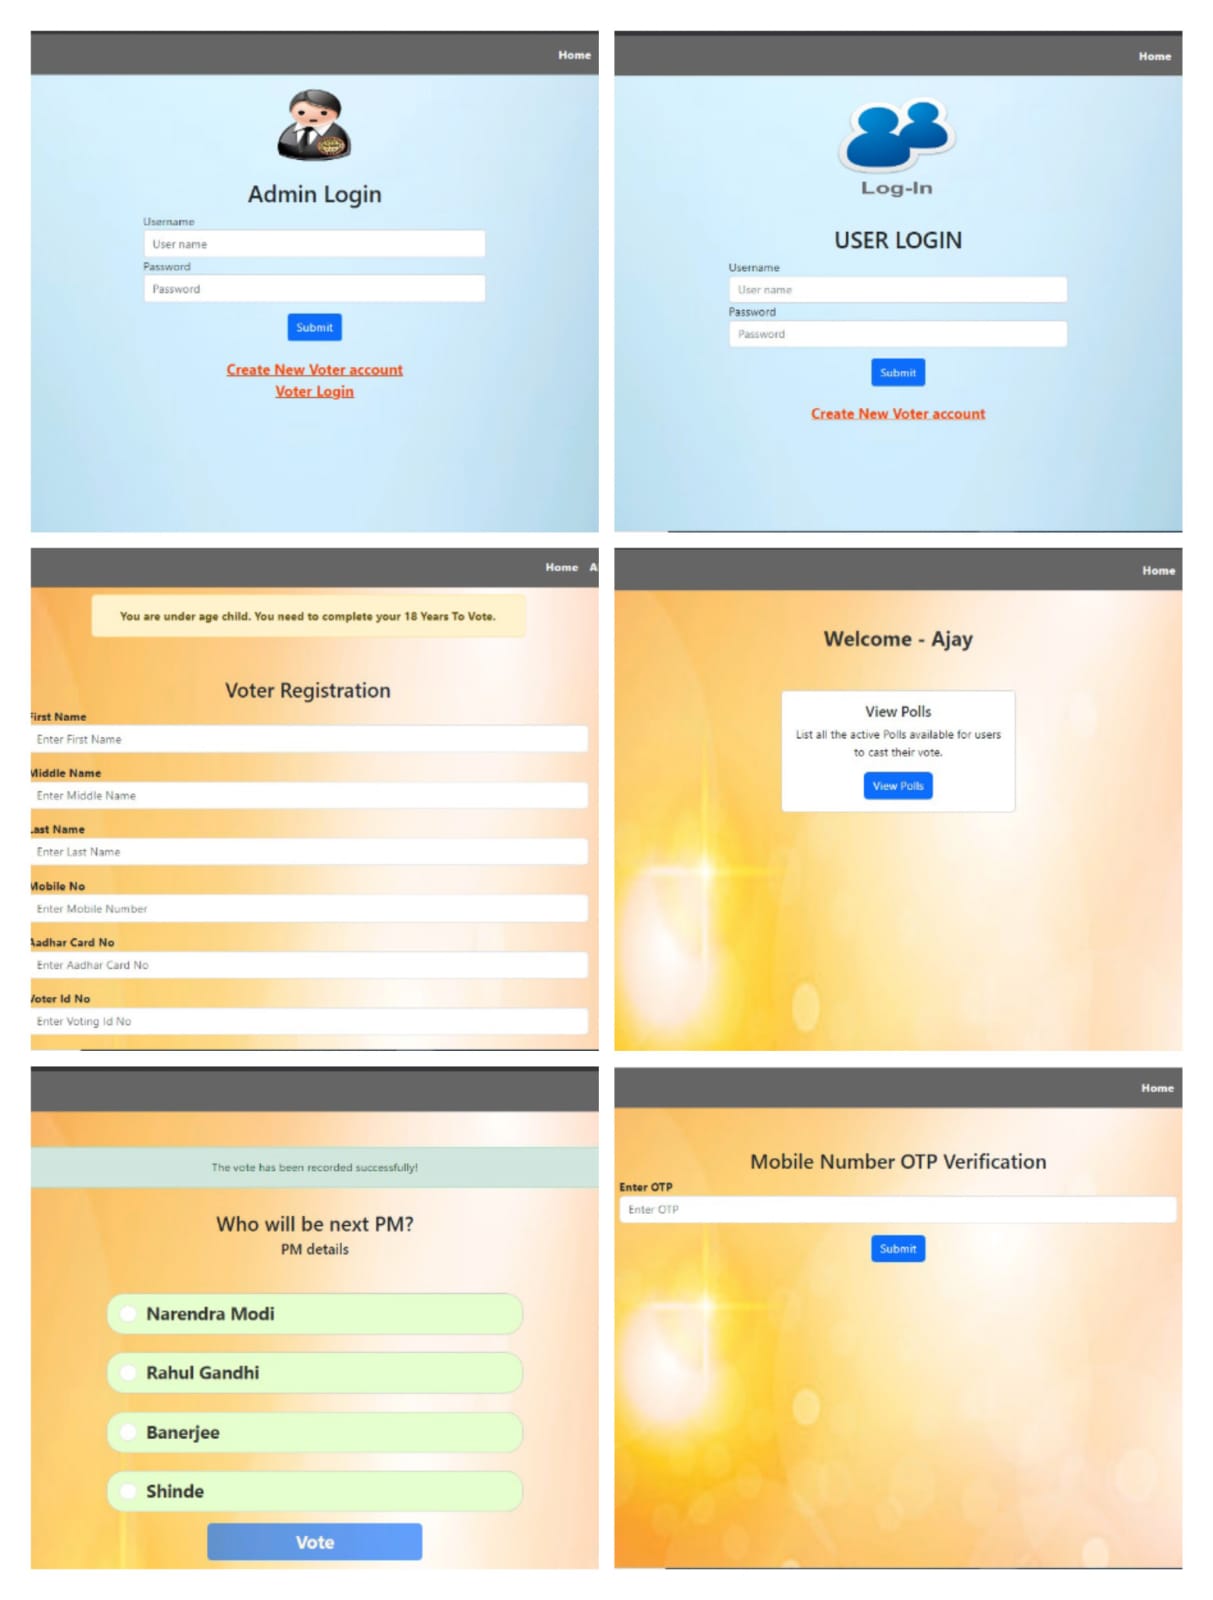 Home
Admin Login
Username
User name
Password
Password
Submit
Create New Voter account
Voter Login
Home
Log-In
USER LOGIN
Username
User name
Password
Password
Submit
Create New Voter account
Home A
You are under age child. You need to complete your 18 Years To Vote.
Voter Registration
First Name
Enter First Name
Middle Name
Enter Middle Name
Last Name
Enter Last Name
Mobile No
Enter Mobile Number
Aadhar Card No
Enter Aadhar Card No
Voter Id No
Enter Voting Id No
Home
Welcome - Ajay
View Polls
List all the active Polls available for users
to cast their vote.
View Polls
The vote has been recorded successfully!
Who will be next PM?
PM details
Narendra Modi
Rahul Gandhi
Banerjee
Shinde
Vote
Home
Mobile Number OTP Verification
Enter OTP
Enter OTP
Submit